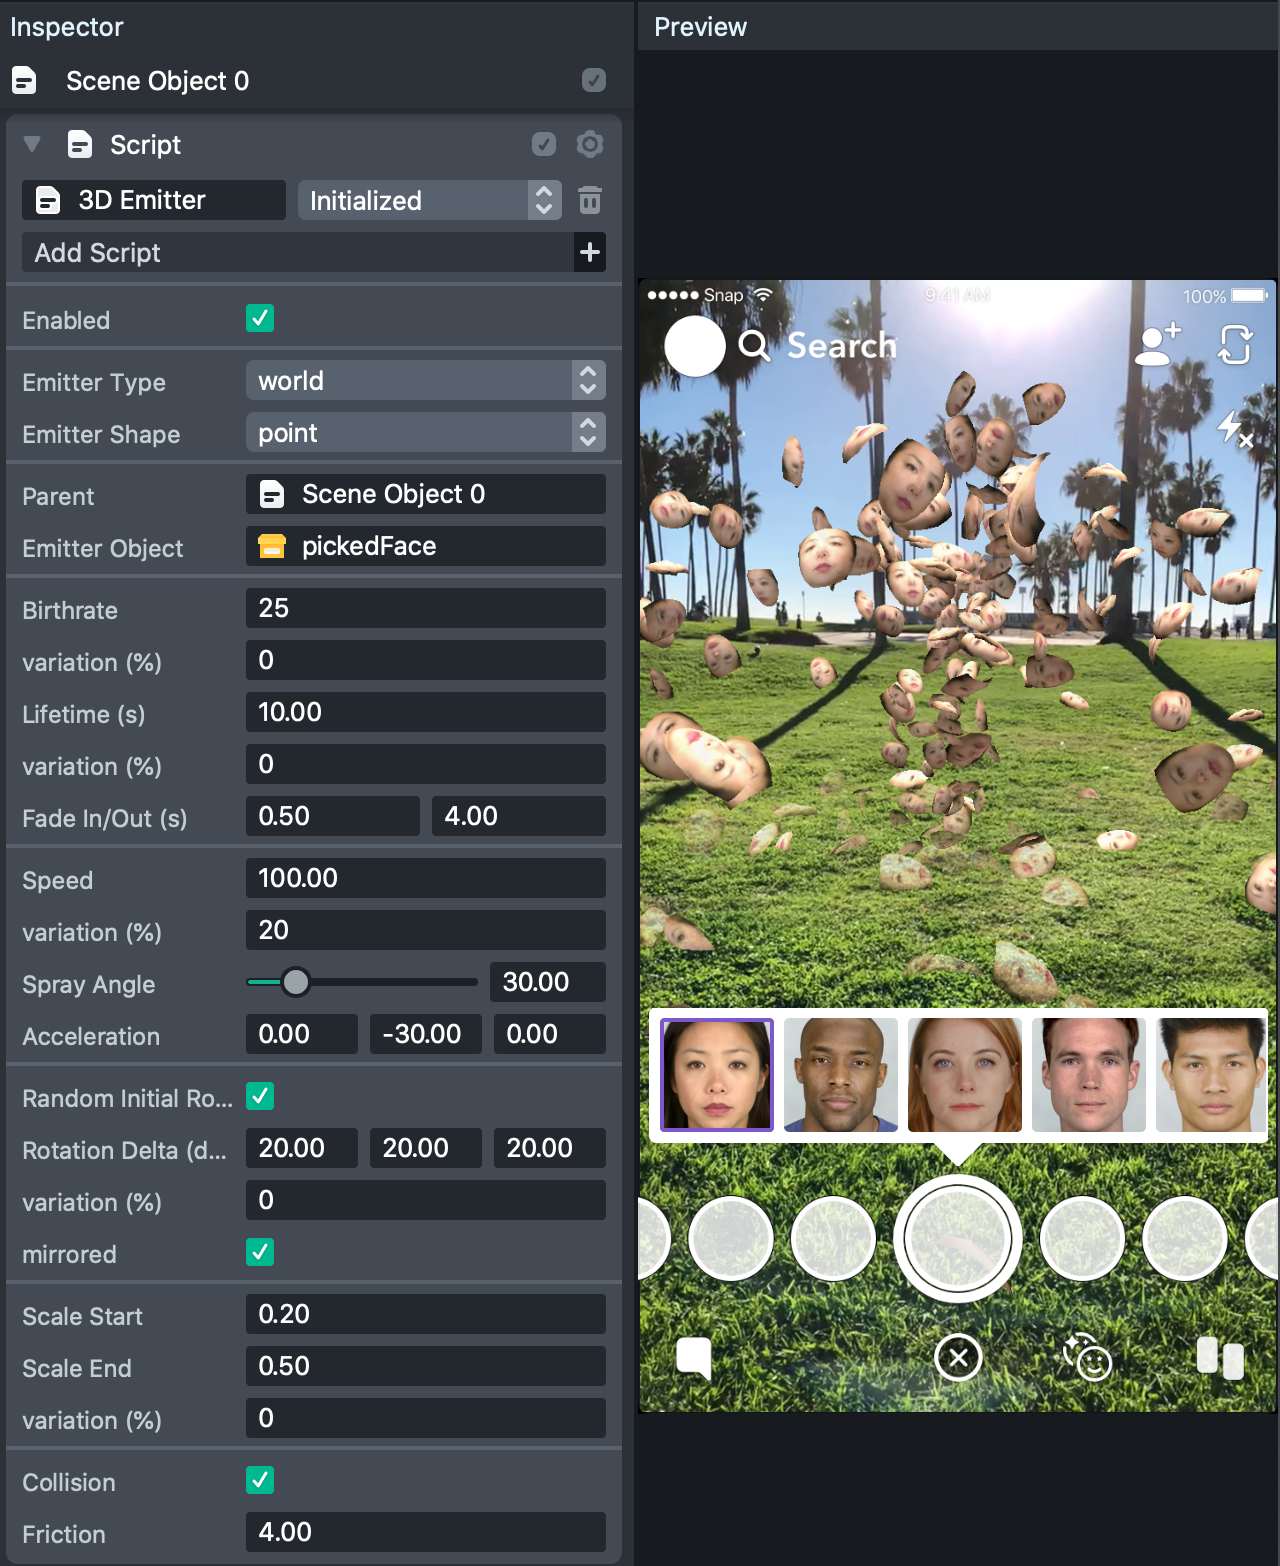 Inspector
Scene Object 0
Script
3D Emitter
Initialized
Add Script
Enabled
Emitter Type
world
Emitter Shape
point
Parent
Scene Object 0
Emitter Object
pickedFace
Birthrate
25
variation (%)
0
Lifetime (s)
10.00
variation (%)
0
Fade In/Out (s)
0.50
4.00
Speed
100.00
variation (%)
20
Spray Angle
30.00
Acceleration
0.00
-30.00
0.00
Random Initial Ro...
Rotation Delta (d...
20.00
20.00
20.00
variation (%)
0
mirrored
Scale Start
0.20
Scale End
0.50
variation (%)
0
Collision
Friction
4.00
Preview
Snap
9:41 AM
100%
Search